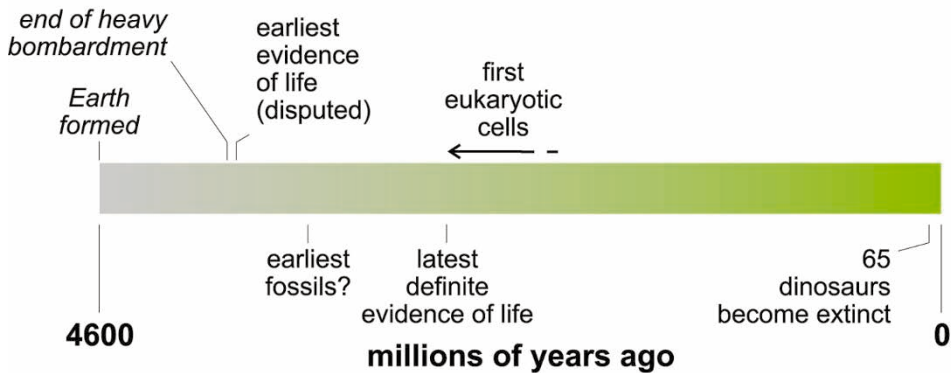 end of heavy
bombardment
Earth
formed
earliest
evidence
of life
(disputed)
first
eukaryotic
cells
earliest
fossils?
latest
definite
evidence of life
65
dinosaurs
become extinct
4600
0
millions of years ago